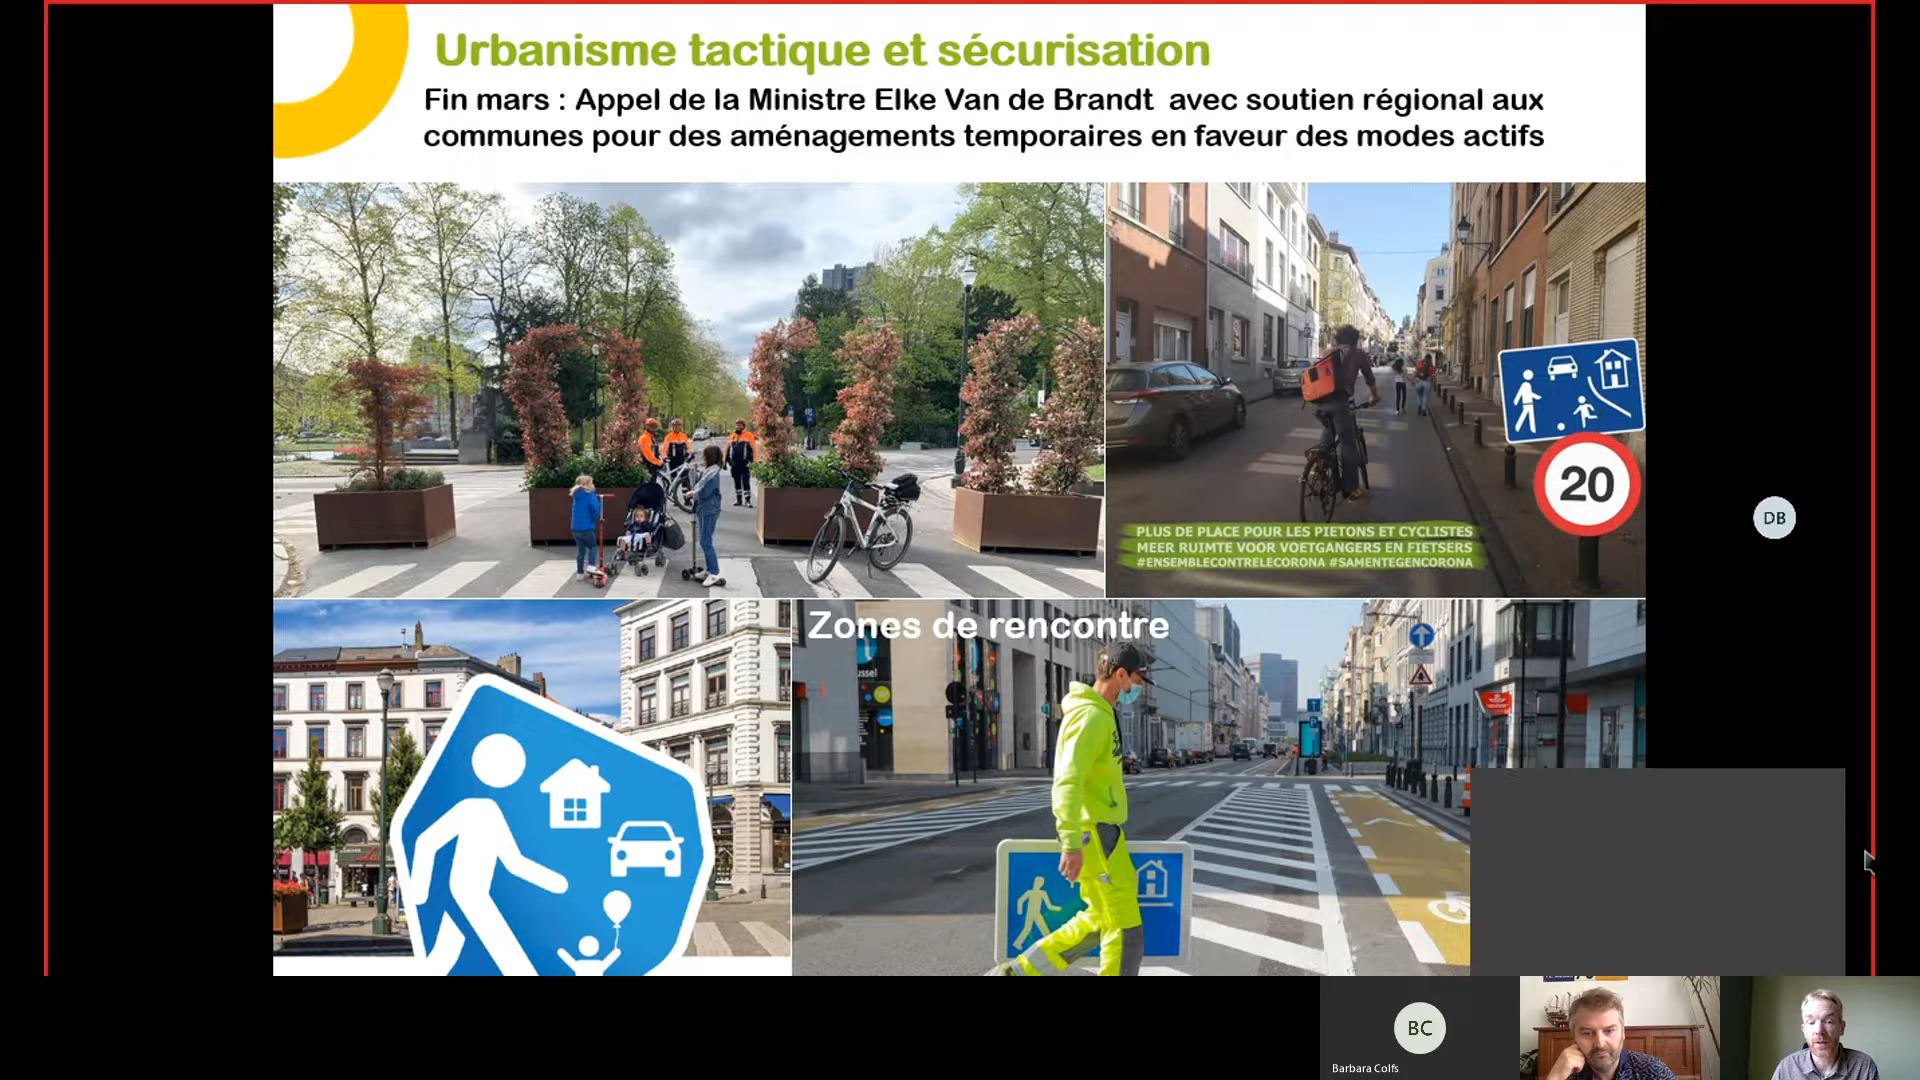 Urbanisme tactique et sécurisation
Fin mars : Appel de la Ministre Elke Van de Brandt avec soutien régional aux
communes pour des aménagements temporaires en faveur des modes actifs
20
PLUS DE PLACE POUR LES PIETONS ET CYCLISTES
MEER RUIMTE VOOR VOETGANGERS EN FIETSERS
#ENSEMBLECONTRELECORONA #SAMENTEGENCORONA
DB
Zones de rencontre
ussel
BC
Barbara Colfs